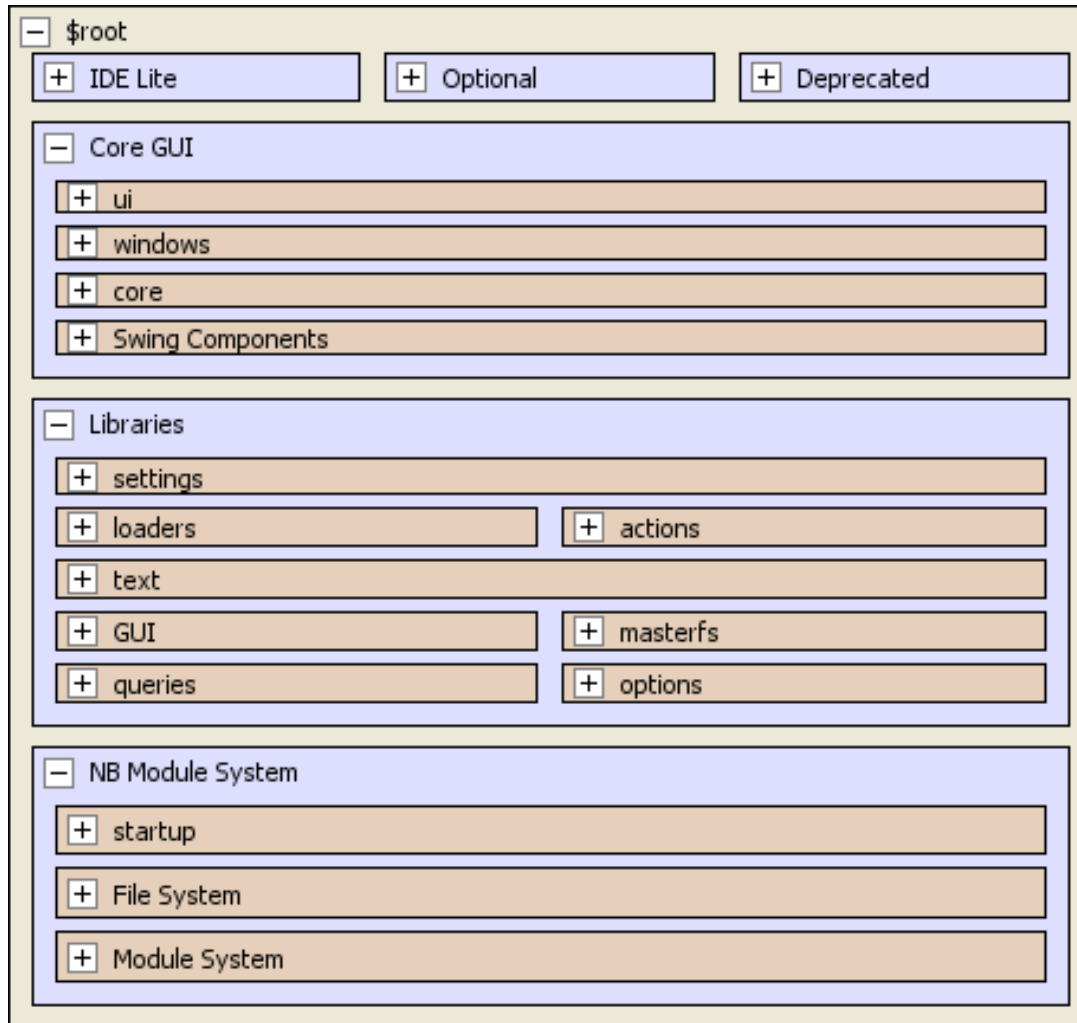 $root
IDE Lite Optional Deprecated
Core GUI
ui
windows
core
Swing Components
Libraries
settings
loaders actions
text
GUI masterfs
queries options
NB Module System
startup
File System
Module System